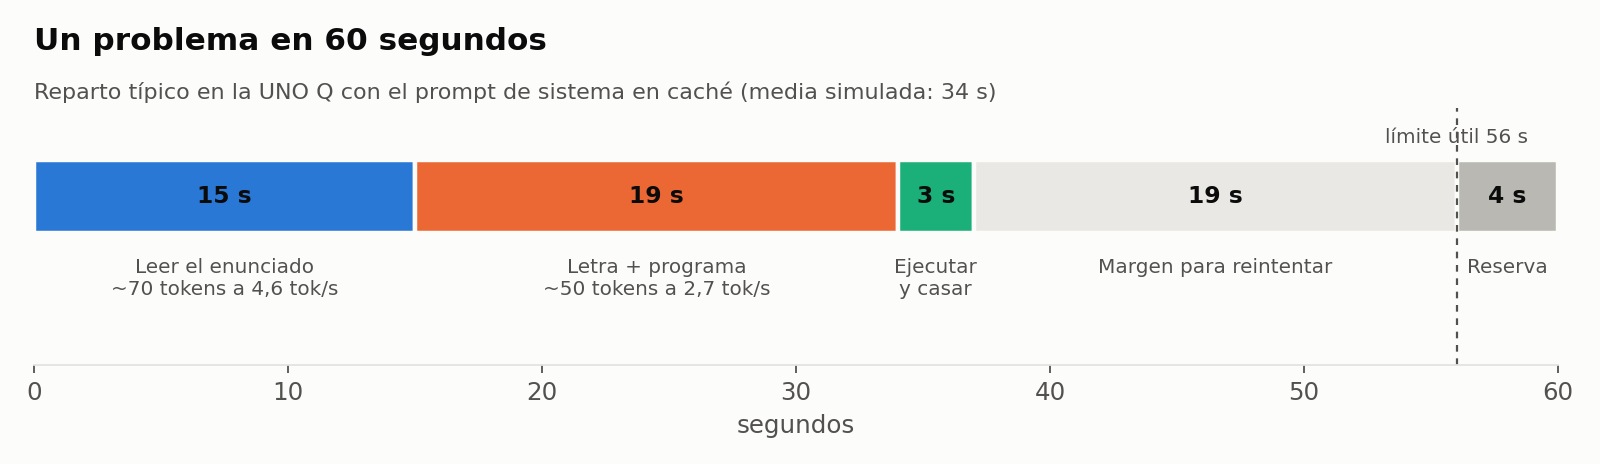 Un problema en 60 segundos
Reparto típico en la UNO Q con el prompt de sistema en caché (media simulada: 34 s)
límite útil 56 s
15 s
19 s
3 s
19 s
4 s
Leer el enunciado
~70 tokens a 4,6 tok/s
Letra + programa
~50 tokens a 2,7 tok/s
Ejecutar
y casar
Margen para reintentar
Reserva
0
10
20
30
40
50
60
segundos